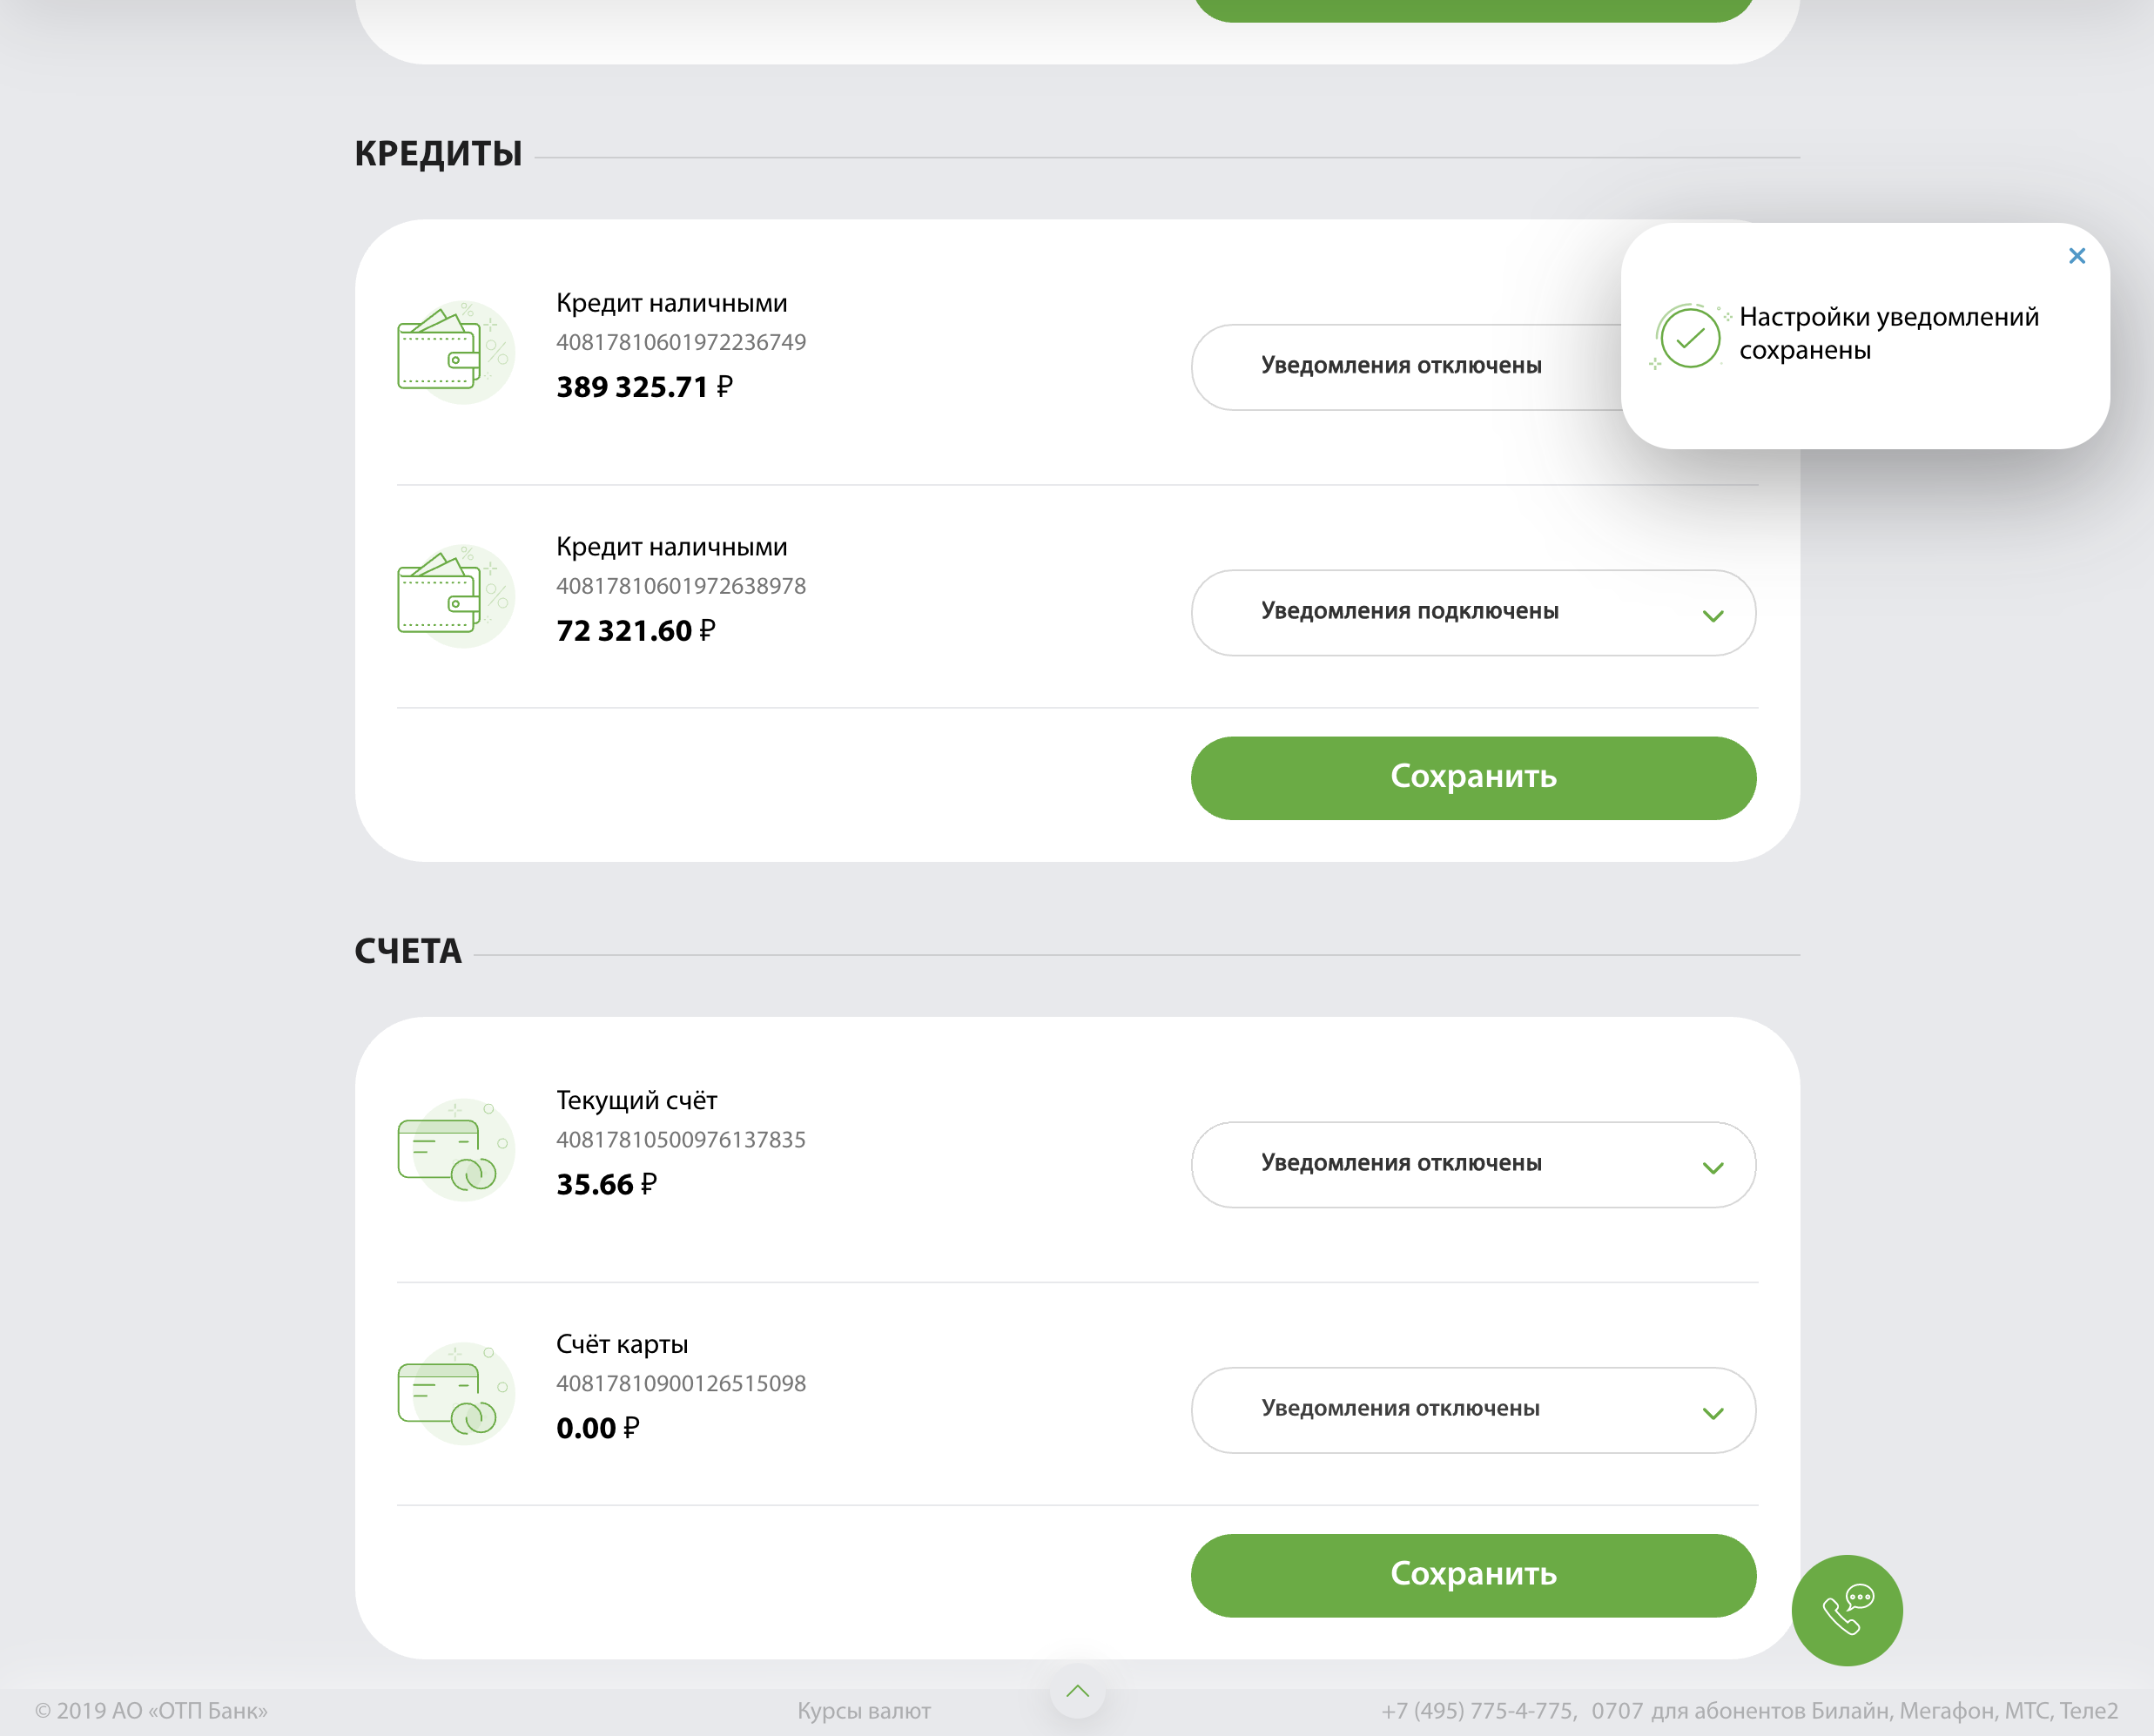 КРЕДИТЫ
Кредит наличными
40817810601972236749
389 325.71 ₽
Уведомления отключены
Настройки уведомлений
сохранены
Кредит наличными
40817810601972638978
72 321.60 ₽
Уведомления подключены
Сохранить
СЧЕТА
Текущий счёт
40817810500976137835
35.66 ₽
Уведомления отключены
Счёт карты
40817810900126515098
0.00 ₽
Уведомления отключены
Сохранить
© 2019 АО «ОТП Банк»
Курсы валют
+7 (495) 775-4-775, 0707 для абонентов Билайн, Мегафон, МТС, Теле2